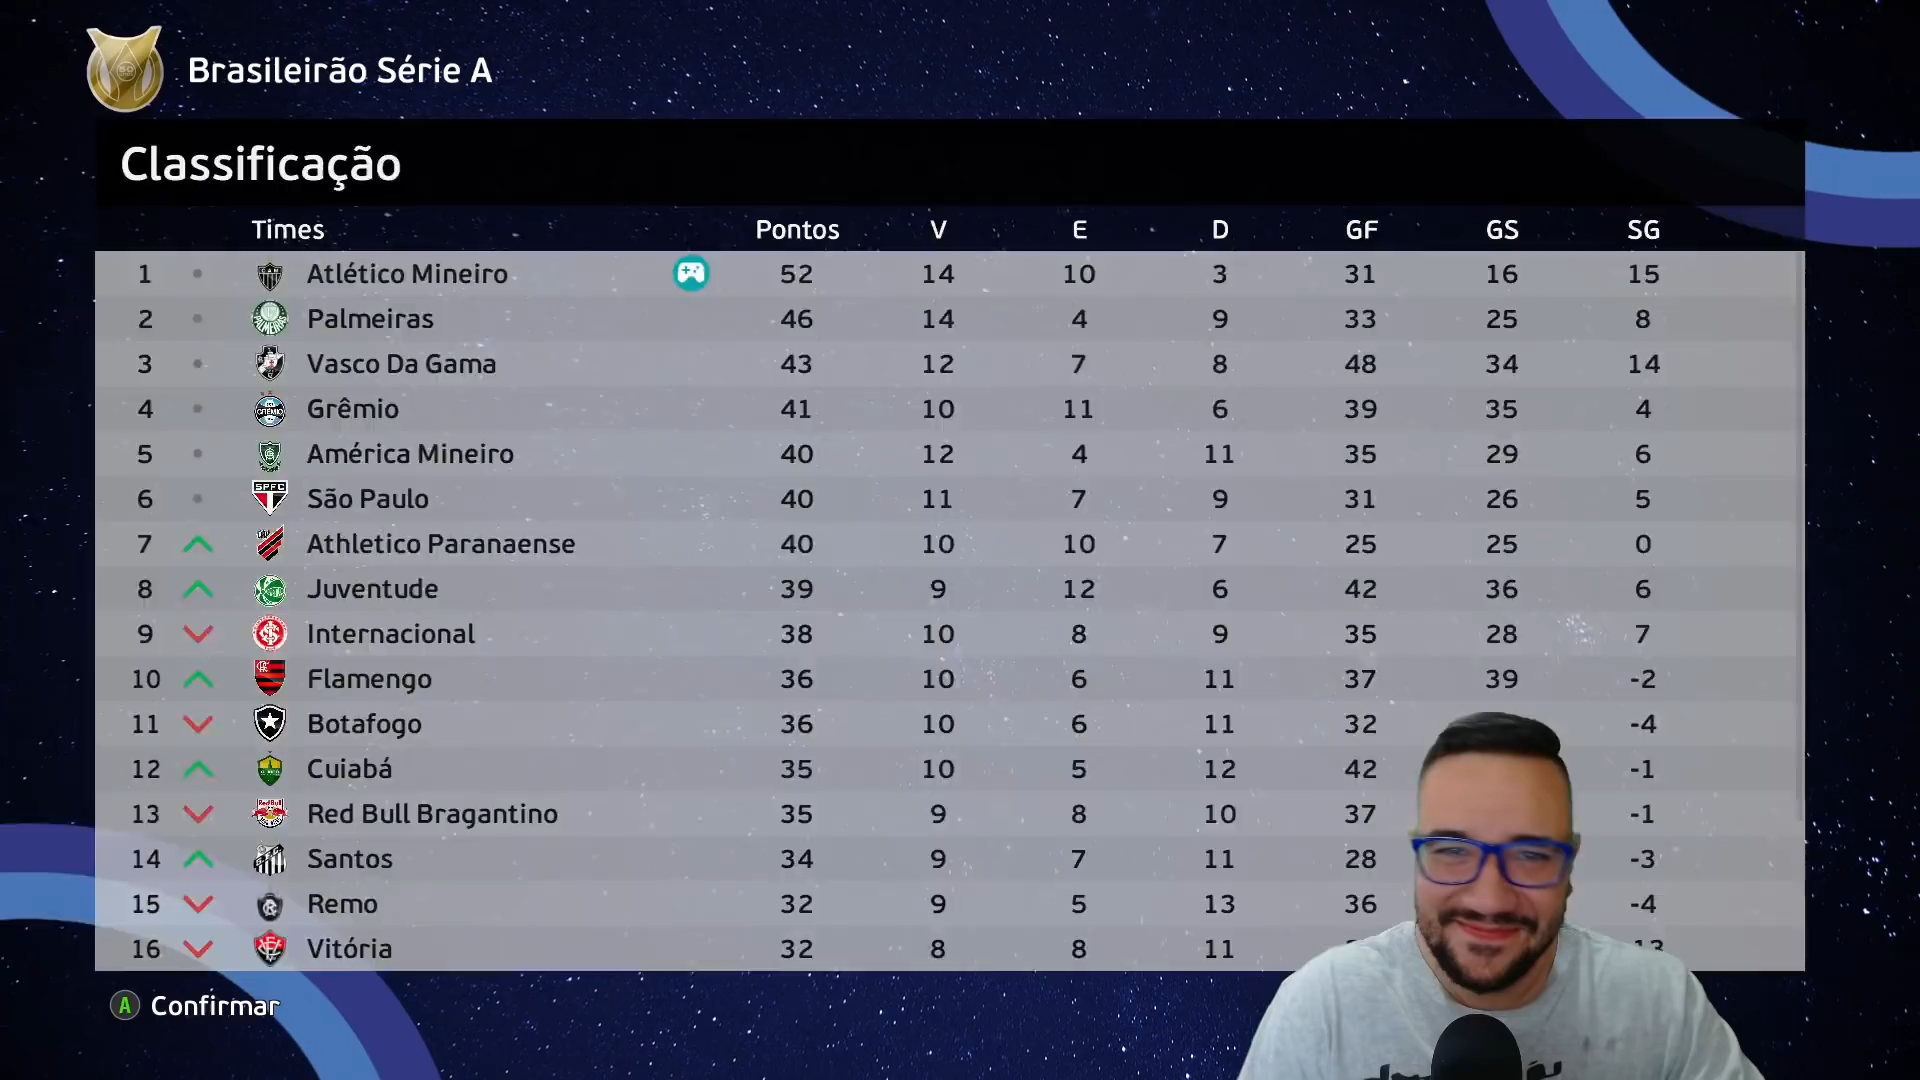 Brasileirão Série A
Classificação
Times Pontos V E D GF GS SG
1 Atlético Mineiro 52 14 10 3 31 16 15
2 Palmeiras 46 14 4 9 33 25 8
3 Vasco Da Gama 43 12 7 8 48 34 14
4 Grêmio 41 10 11 6 39 35 4
5 América Mineiro 40 12 4 11 35 29 6
6 São Paulo 40 11 7 9 31 26 5
7 Athletico Paranaense 40 10 10 7 25 25 0
8 Juventude 39 9 12 6 42 36 6
9 Internacional 38 10 8 9 35 28 7
10 Flamengo 36 10 6 11 37 39 -2
11 Botafogo 36 10 6 11 32 -4
12 Cuiabá 35 10 5 12 42 -1
13 Red Bull Bragantino 35 9 8 10 37 -1
14 Santos 34 9 7 11 28 -3
15 Remo 32 9 5 13 36 -4
16 Vitória 32 8 8 11
A Confirmar